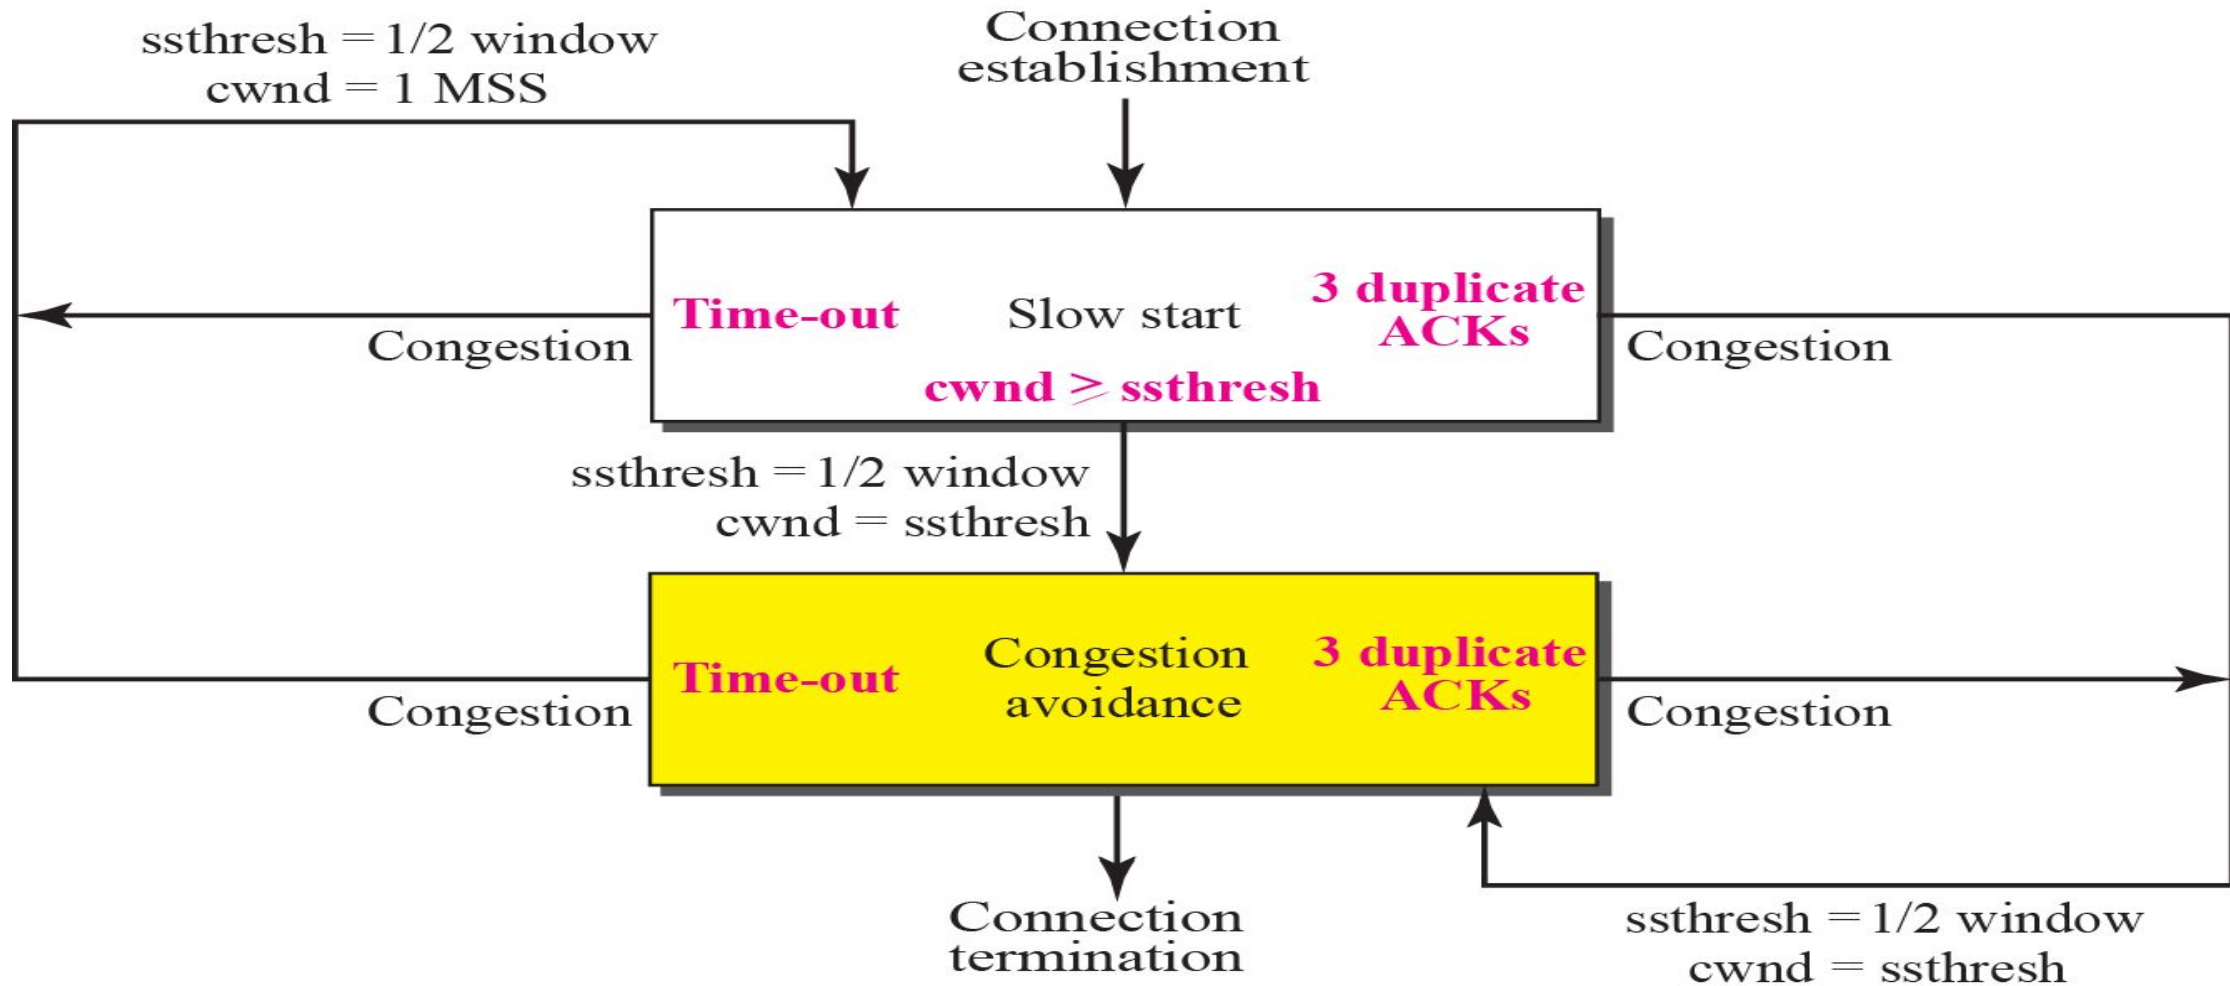 ssthresh = 1/2 window
cwnd = 1 MSS
Connection
establishment
Time-out
Slow start
3 duplicate
ACKs
cwnd ≥ ssthresh
Congestion
Congestion
ssthresh = 1/2 window
cwnd = ssthresh
Time-out
Congestion
avoidance
3 duplicate
ACKs
Congestion
Congestion
Connection
termination
ssthresh = 1/2 window
cwnd = ssthresh